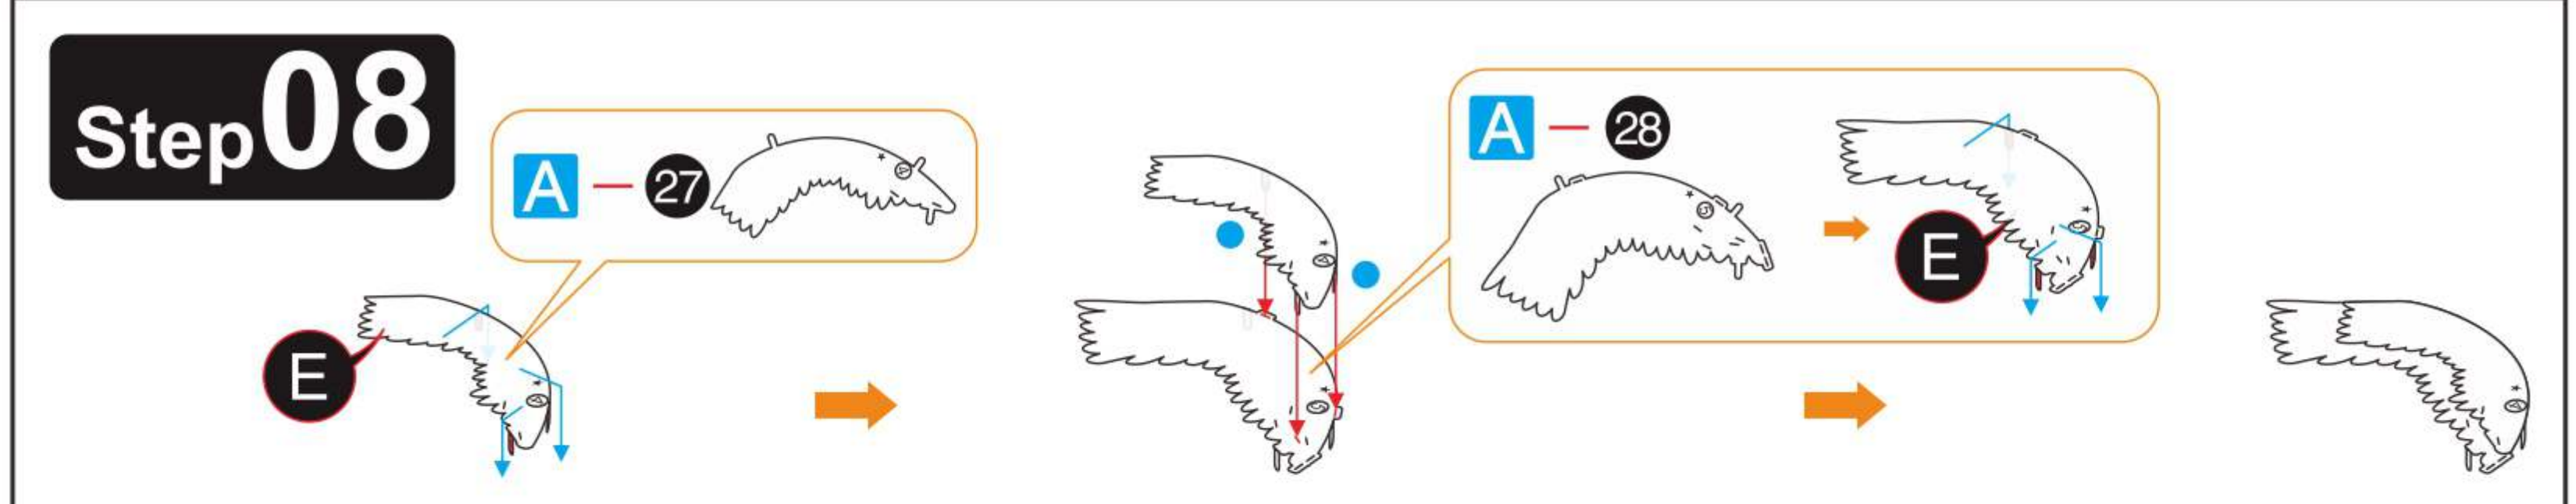 Step08
A — 27
E
A — 28
E